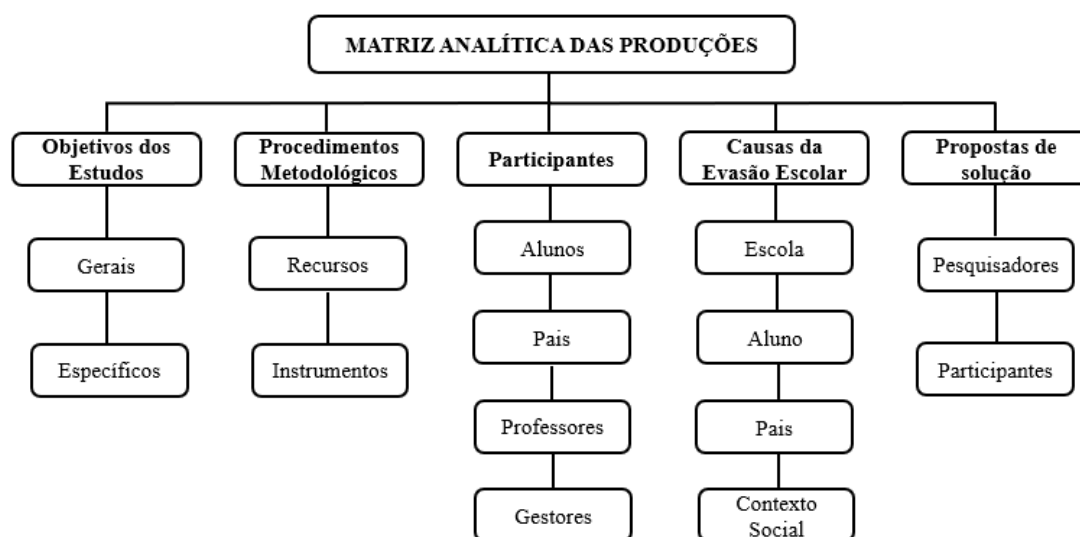 MATRIZ ANALÍTICA DAS PRODUÇÕES
Objetivos dos
Estudos
Procedimentos
Metodológicos
Participantes
Causas da
Evasão Escolar
Propostas de
solução
Gerais
Recursos
Alunos
Escola
Pesquisadores
Específicos
Instrumentos
Pais
Aluno
Participantes
Professores
Pais
Gestores
Contexto
Social